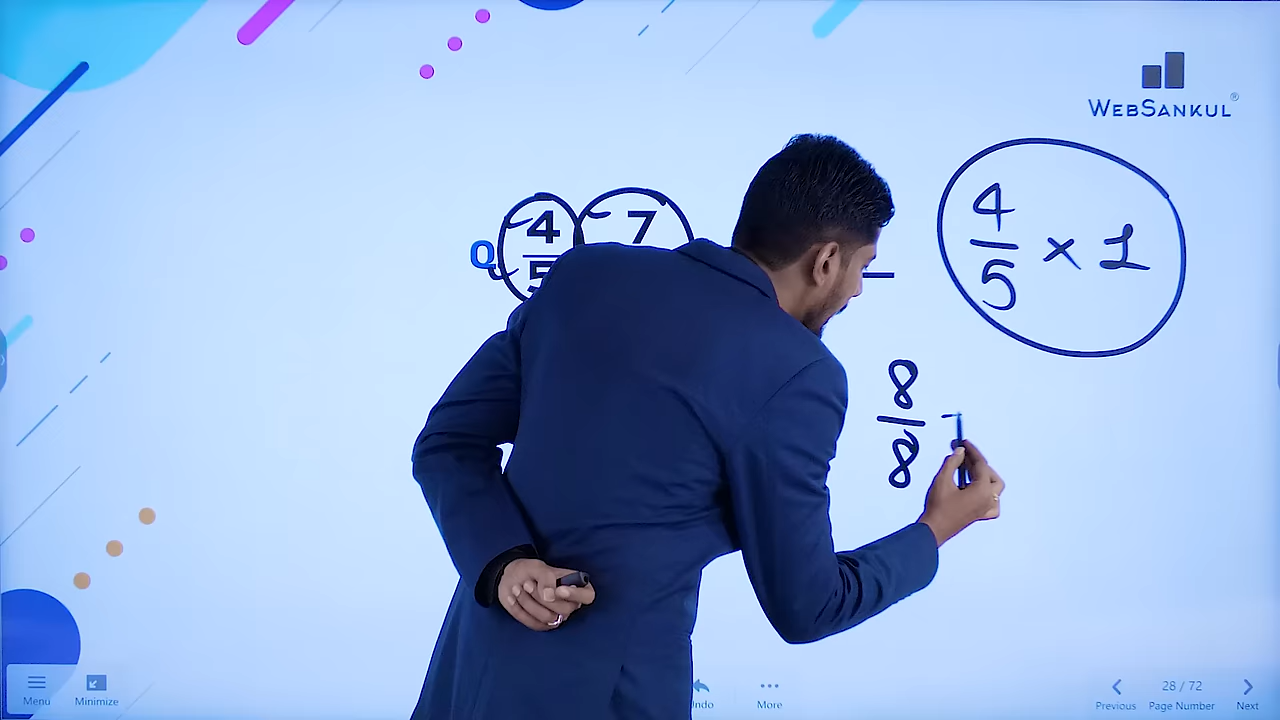 WEBSANKUL®
4/5 × 1
Q 4 7
5
8/8
Menu Minimize Undo More Previous 28 / 72 Page Number Next